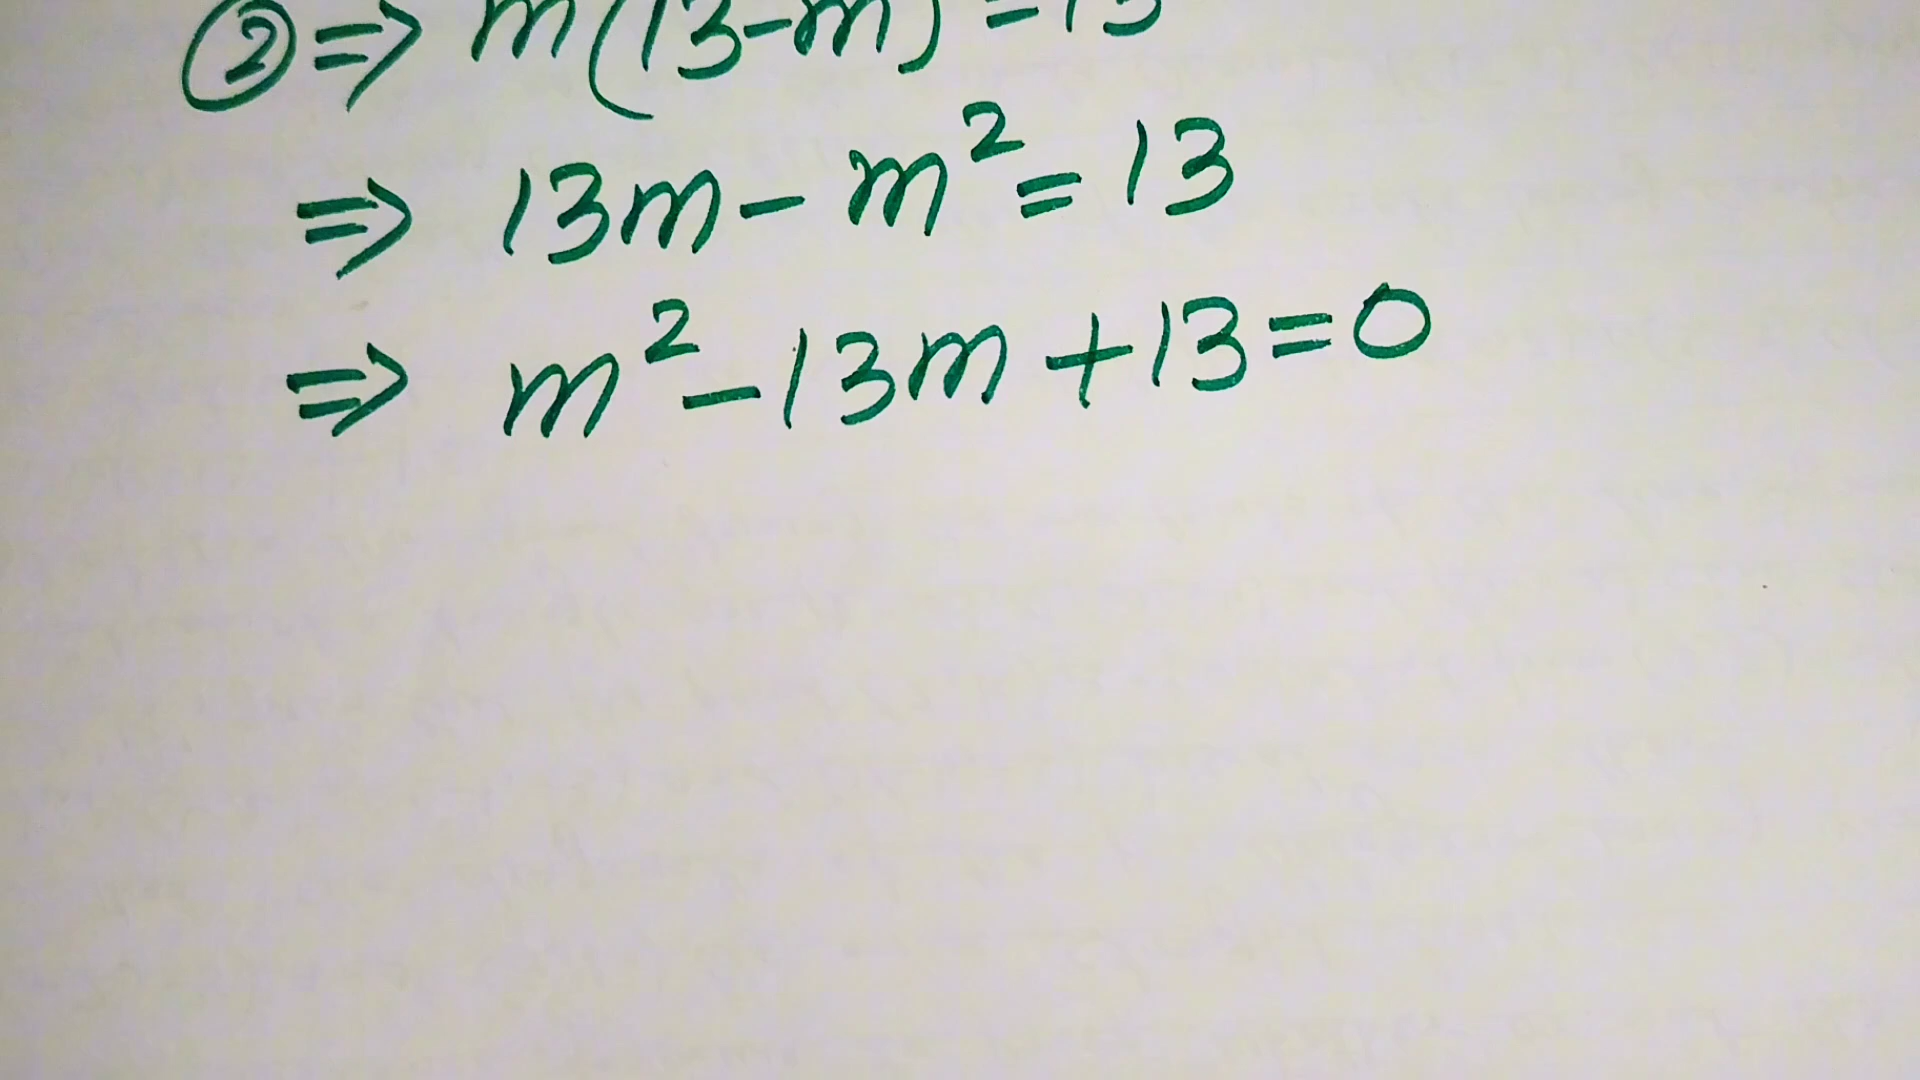 ② ⇒ m(13-m) = 13
⇒ 13m - m² = 13
⇒ m² - 13m + 13 = 0